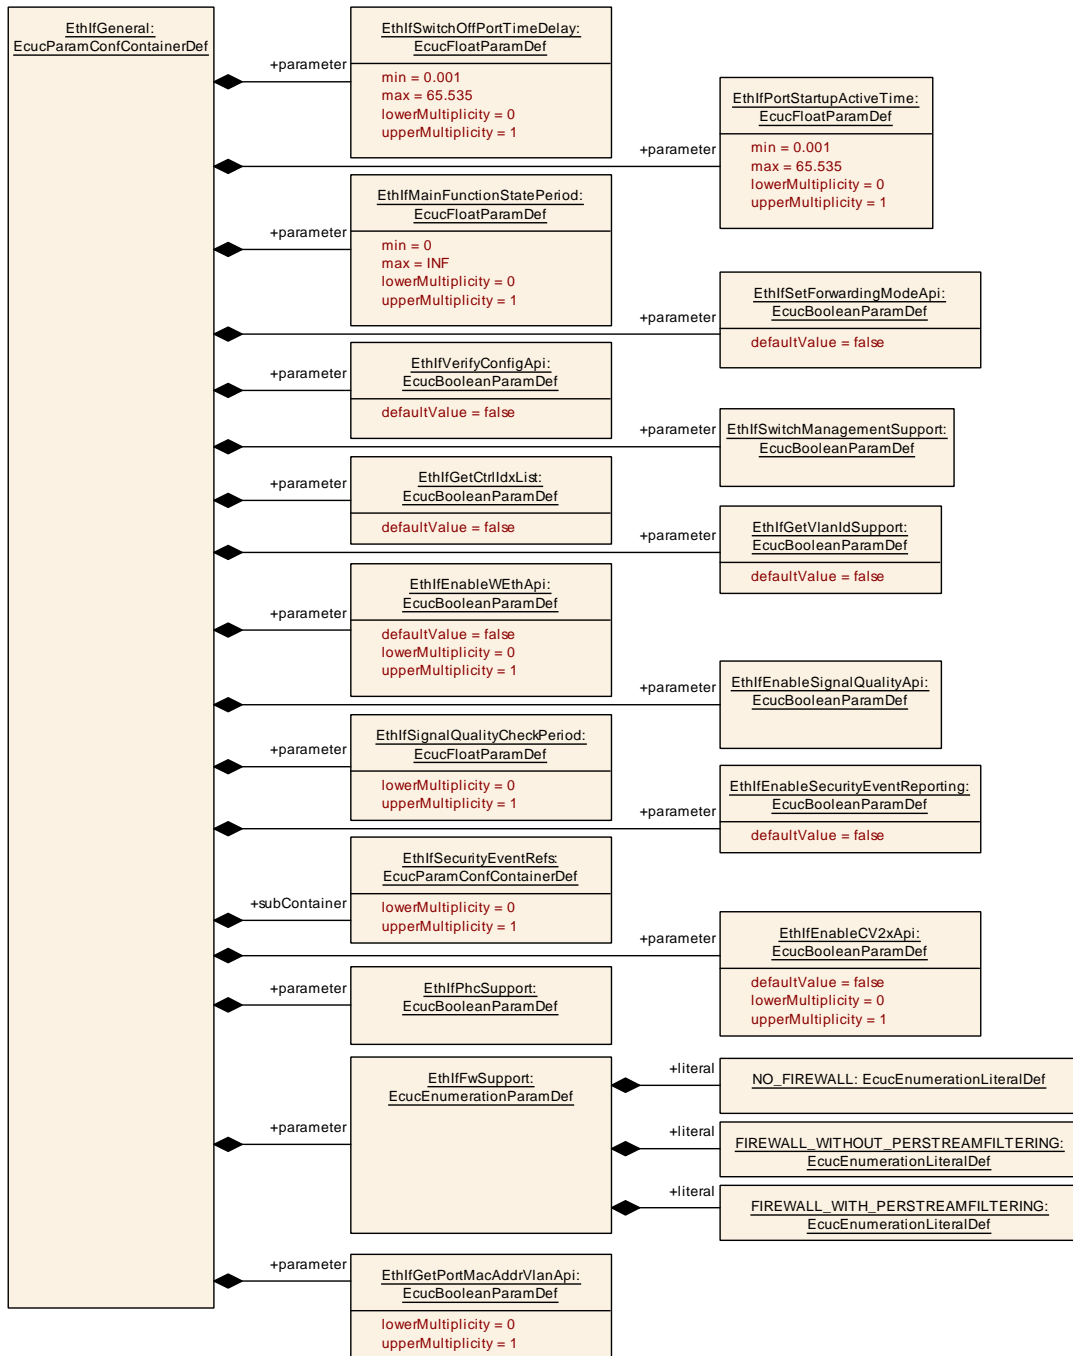 EthIfGeneral:
EcucParamConfContainerDef
+parameter
EthIfSwitchOffPortTimeDelay:
EcucFloatParamDef
min = 0.001
max = 65.535
lowerMultiplicity = 0
upperMultiplicity = 1
+parameter
EthIfPortStartupActiveTime:
EcucFloatParamDef
min = 0.001
max = 65.535
lowerMultiplicity = 0
upperMultiplicity = 1
+parameter
EthIfMainFunctionStatePeriod:
EcucFloatParamDef
min = 0
max = INF
lowerMultiplicity = 0
upperMultiplicity = 1
+parameter
EthIfSetForwardingModeApi:
EcucBooleanParamDef
defaultValue = false
+parameter
EthIfVerifyConfigApi:
EcucBooleanParamDef
defaultValue = false
+parameter
EthIfSwitchManagementSupport:
EcucBooleanParamDef
+parameter
EthIfGetCtrlIdxList:
EcucBooleanParamDef
defaultValue = false
+parameter
EthIfGetVlanIdSupport:
EcucBooleanParamDef
defaultValue = false
+parameter
EthIfEnableWEthApi:
EcucBooleanParamDef
defaultValue = false
lowerMultiplicity = 0
upperMultiplicity = 1
+parameter
EthIfEnableSignalQualityApi:
EcucBooleanParamDef
+parameter
EthIfSignalQualityCheckPeriod:
EcucFloatParamDef
lowerMultiplicity = 0
upperMultiplicity = 1
+parameter
EthIfEnableSecurityEventReporting:
EcucBooleanParamDef
defaultValue = false
+subContainer
EthIfSecurityEventRefs:
EcucParamConfContainerDef
lowerMultiplicity = 0
upperMultiplicity = 1
+parameter
EthIfEnableCV2xApi:
EcucBooleanParamDef
defaultValue = false
lowerMultiplicity = 0
upperMultiplicity = 1
+parameter
EthIfPhcSupport:
EcucBooleanParamDef
+parameter
EthIfFwSupport:
EcucEnumerationParamDef
+literal
NO_FIREWALL: EcucEnumerationLiteralDef
+literal
FIREWALL_WITHOUT_PERSTREAMFILTERING:
EcucEnumerationLiteralDef
+literal
FIREWALL_WITH_PERSTREAMFILTERING:
EcucEnumerationLiteralDef
+parameter
EthIfGetPortMacAddrVlanApi:
EcucBooleanParamDef
lowerMultiplicity = 0
upperMultiplicity = 1